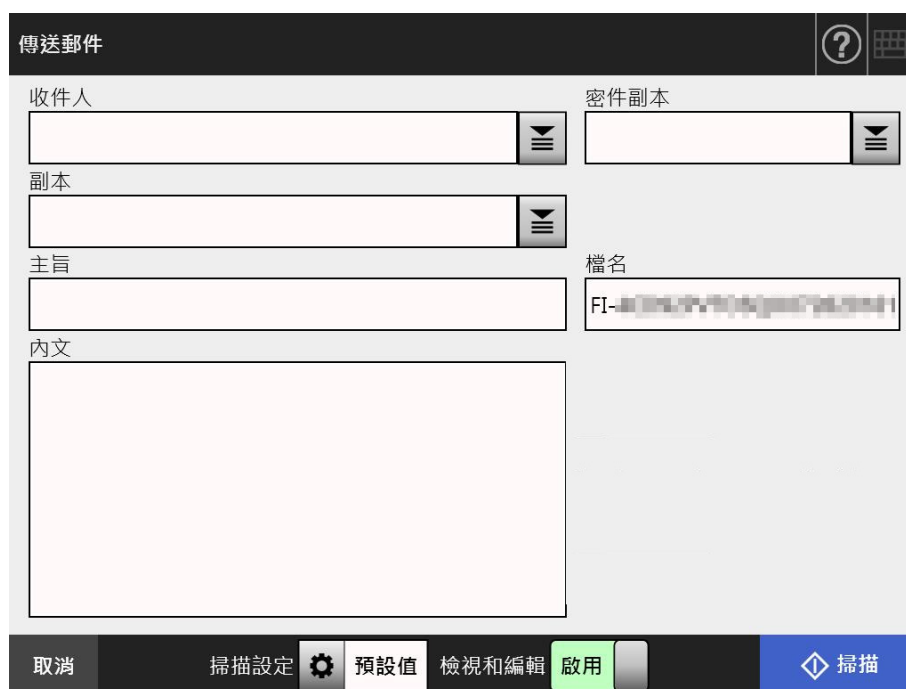 傳送郵件
收件人
密件副本
副本
主旨
檔名
FI-
內文
取消 掃描設定 預設值 檢視和編輯 啟用 掃描